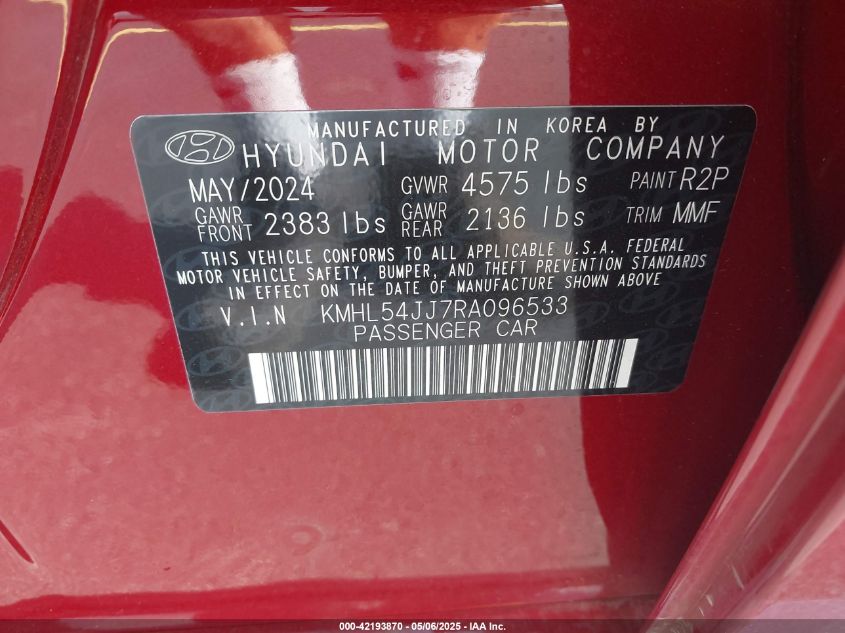 MANUFACTURED IN KOREA BY
HYUNDAI MOTOR COMPANY
MAY/2024 GVWR 4575 lbs PAINT R2P
GAWR FRONT 2383 lbs GAWR REAR 2136 lbs TRIM MMF
THIS VEHICLE CONFORMS TO ALL APPLICABLE U.S.A. FEDERAL
MOTOR VEHICLE SAFETY, BUMPER, AND THEFT PREVENTION STANDARDS
IN EFFECT ON THE DATE OF MANUFACTURE SHOWN ABOVE
V.I.N KMHL54JJ7RA096533
PASSENGER CAR
000-42193870 - 05/06/2025 - IAA Inc.